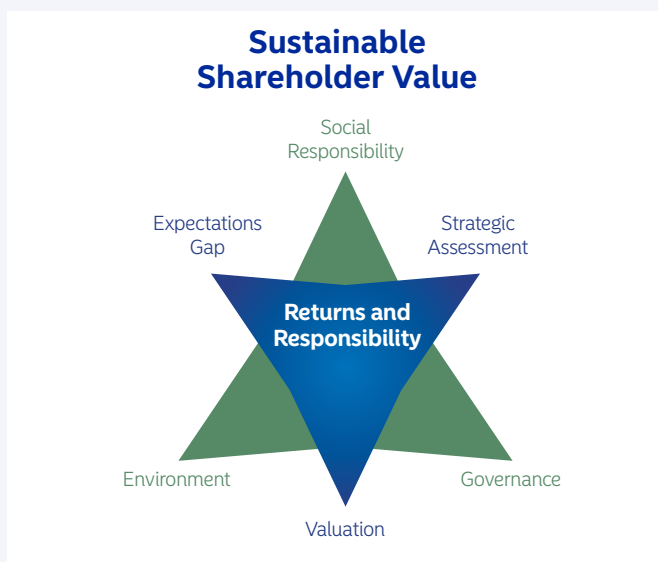 Sustainable
Shareholder Value
Social
Responsibility
Expectations
Gap
Strategic
Assessment
Returns and
Responsibility
Environment
Governance
Valuation